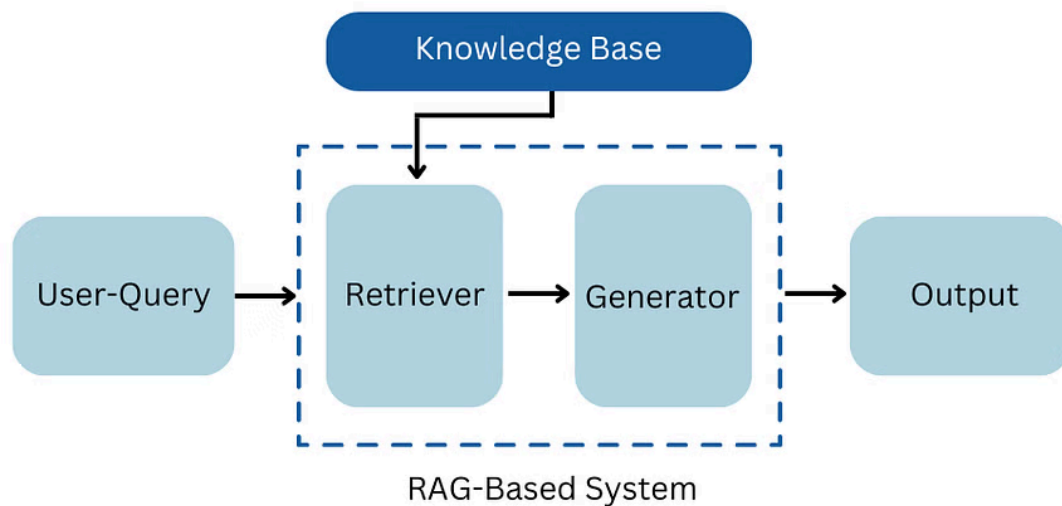 Knowledge Base
User-Query
Retriever
Generator
Output
RAG-Based System